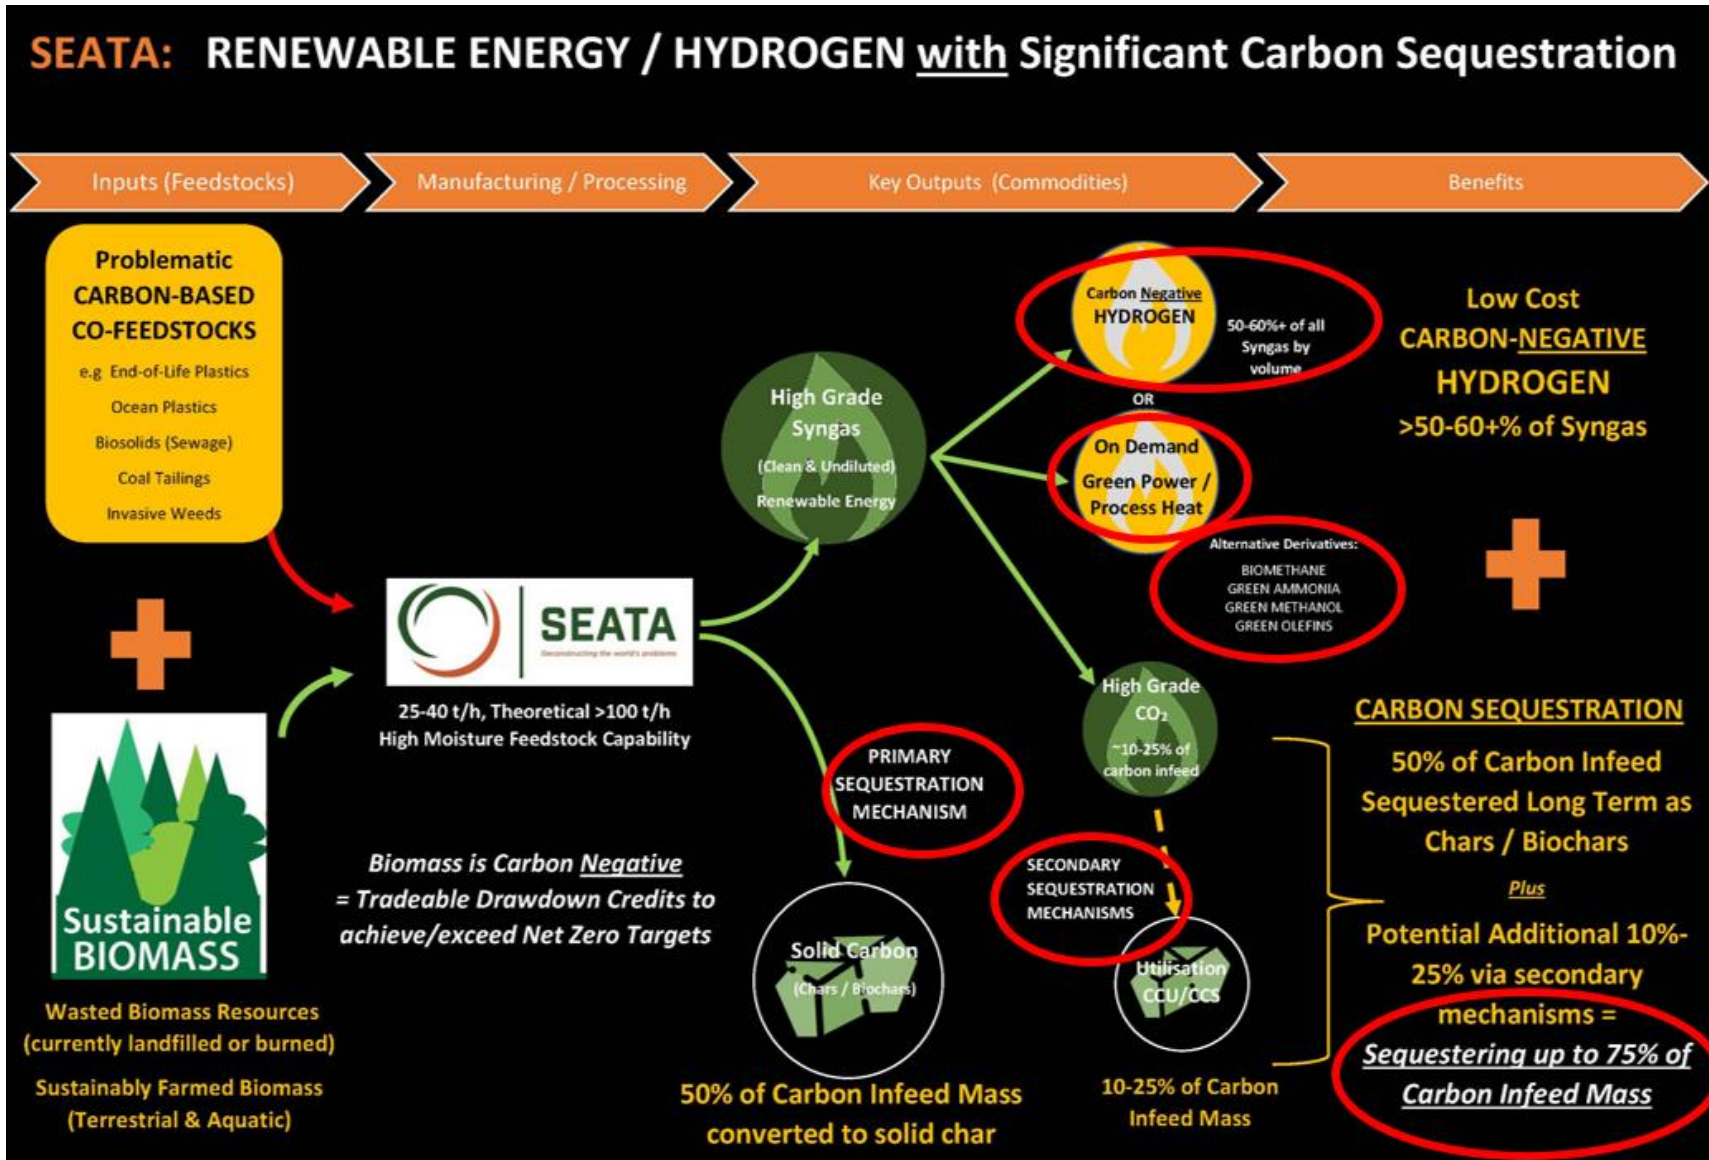 SEATA: RENEWABLE ENERGY / HYDROGEN with Significant Carbon Sequestration
Inputs (Feedstocks)
Manufacturing / Processing
Key Outputs (Commodities)
Benefits
Problematic
CARBON-BASED
CO-FEEDSTOCKS
e.g End-of-Life Plastics
Ocean Plastics
Biosolids (Sewage)
Coal Tailings
Invasive Weeds
Sustainable
BIOMASS
Wasted Biomass Resources
(currently landfilled or burned)
Sustainably Farmed Biomass
(Terrestrial & Aquatic)
SEATA
Deconstructing the world's problems
25-40 t/h, Theoretical >100 t/h
High Moisture Feedstock Capability
Biomass is Carbon Negative
= Tradeable Drawdown Credits to
achieve/exceed Net Zero Targets
High Grade
Syngas
(Clean & Undiluted)
Renewable Energy
PRIMARY
SEQUESTRATION
MECHANISM
Solid Carbon
(Chars / Biochars)
50% of Carbon Infeed Mass
converted to solid char
Carbon Negative
HYDROGEN
50-60%+ of all
Syngas by
volume
OR
On Demand
Green Power /
Process Heat
Alternative Derivatives:
BIOMETHANE
GREEN AMMONIA
GREEN METHANOL
GREEN OLEFINS
High Grade
CO₂
~10-25% of
carbon infeed
SECONDARY
SEQUESTRATION
MECHANISMS
Utilisation
CCU/CCS
10-25% of Carbon
Infeed Mass
Low Cost
CARBON-NEGATIVE
HYDROGEN
>50-60+% of Syngas
CARBON SEQUESTRATION
50% of Carbon Infeed
Sequestered Long Term as
Chars / Biochars
Plus
Potential Additional 10%-
25% via secondary
mechanisms =
Sequestering up to 75% of
Carbon Infeed Mass